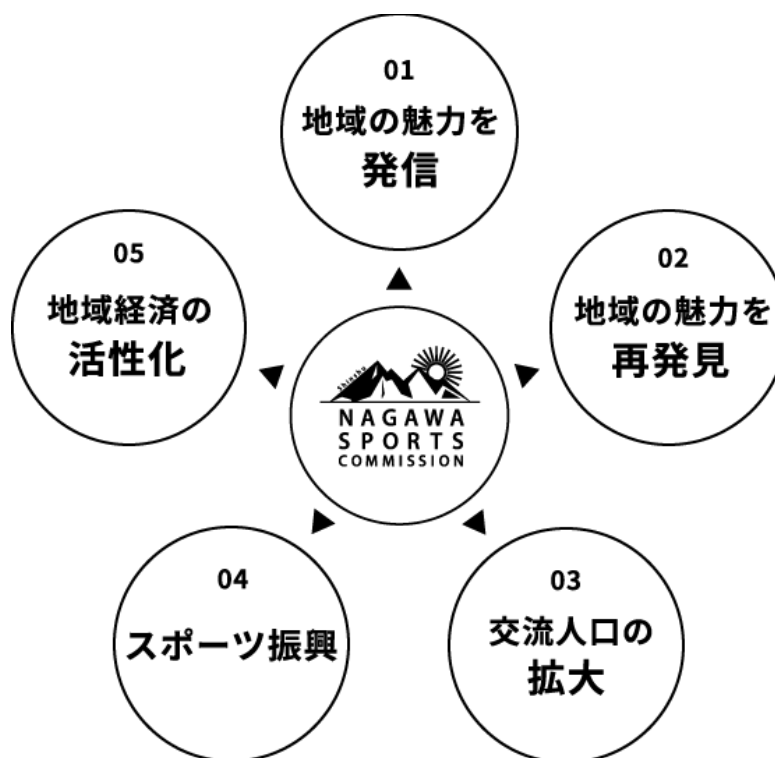 01
地域の魅力を
発信
02
地域の魅力を
再発見
03
交流人口の
拡大
04
スポーツ振興
05
地域経済の
活性化
Shinshu
NAGAWA
SPORTS
COMMISSION